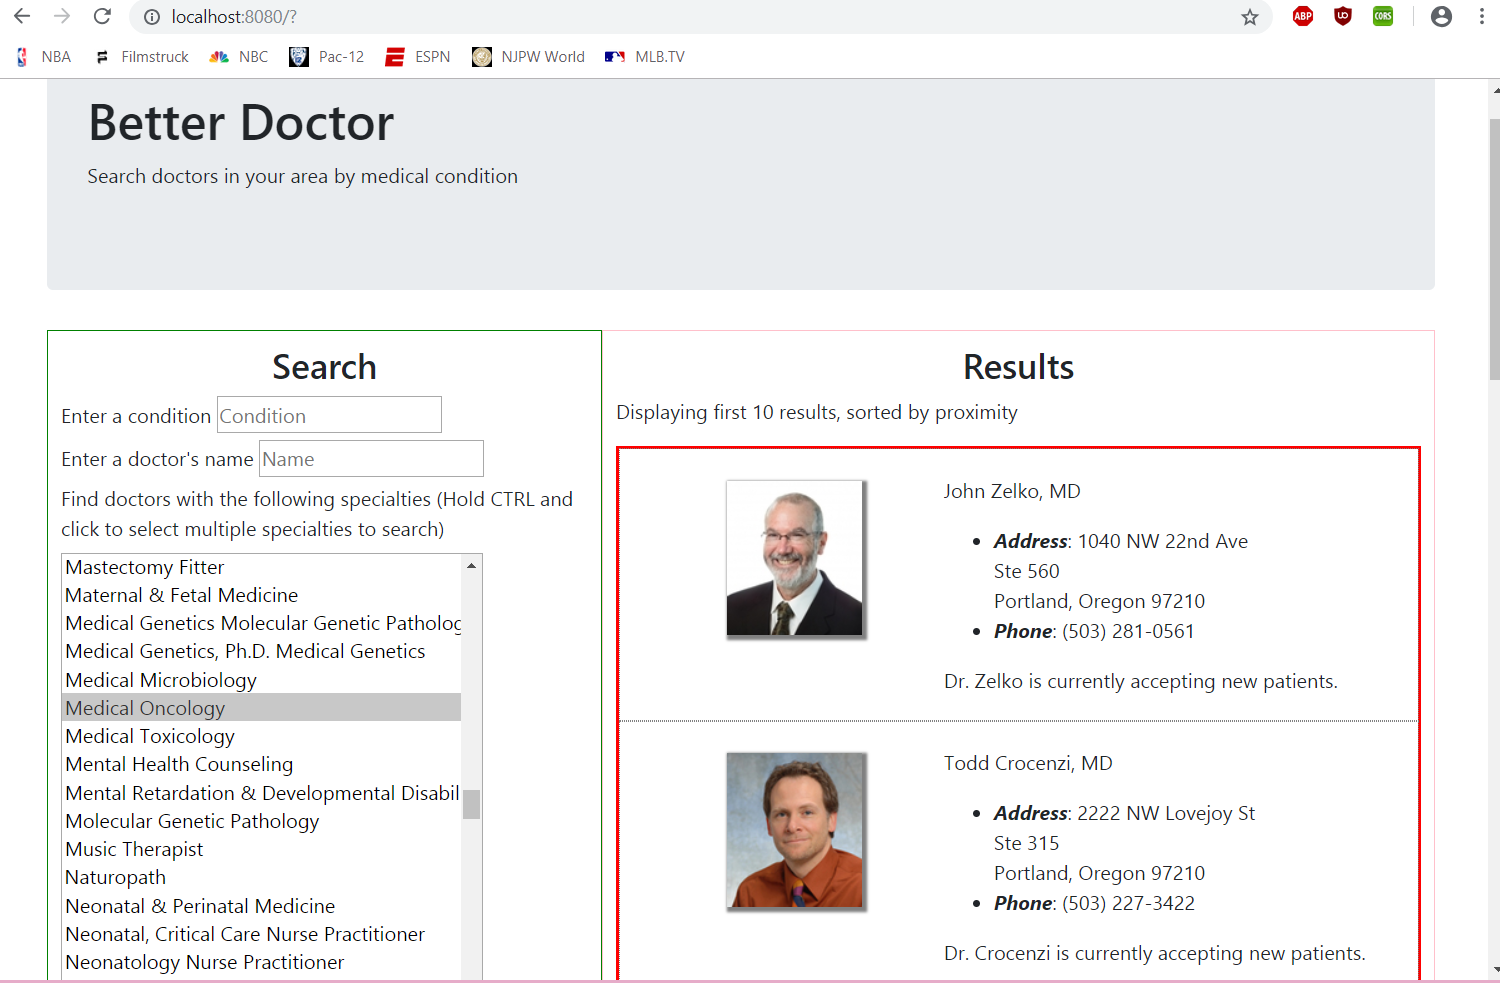 localhost:8080/?
ABP
CORS
NBA
Filmstruck
NBC
Pac-12
ESPN
NJPW World
MLB.TV
Better Doctor
Search doctors in your area by medical condition
Search
Enter a condition Condition
Enter a doctor's name Name
Find doctors with the following specialties (Hold CTRL and
click to select multiple specialties to search)
Mastectomy Fitter
Maternal & Fetal Medicine
Medical Genetics Molecular Genetic Patholog
Medical Genetics, Ph.D. Medical Genetics
Medical Microbiology
Medical Oncology
Medical Toxicology
Mental Health Counseling
Mental Retardation & Developmental Disabil
Molecular Genetic Pathology
Music Therapist
Naturopath
Neonatal & Perinatal Medicine
Neonatal, Critical Care Nurse Practitioner
Neonatology Nurse Practitioner
Results
Displaying first 10 results, sorted by proximity
John Zelko, MD
Address: 1040 NW 22nd Ave
Ste 560
Portland, Oregon 97210
Phone: (503) 281-0561
Dr. Zelko is currently accepting new patients.
Todd Crocenzi, MD
Address: 2222 NW Lovejoy St
Ste 315
Portland, Oregon 97210
Phone: (503) 227-3422
Dr. Crocenzi is currently accepting new patients.